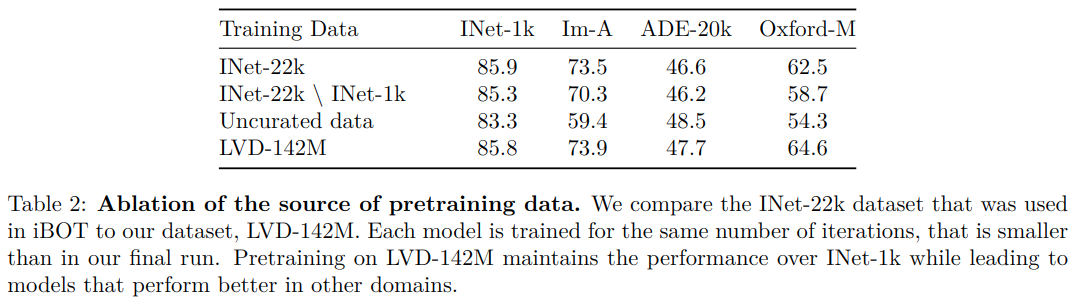 Training Data INet-1k Im-A ADE-20k Oxford-M
INet-22k 85.9 73.5 46.6 62.5
INet-22k \ INet-1k 85.3 70.3 46.2 58.7
Uncurated data 83.3 59.4 48.5 54.3
LVD-142M 85.8 73.9 47.7 64.6
Table 2: Ablation of the source of pretraining data. We compare the INet-22k dataset that was used
in iBOT to our dataset, LVD-142M. Each model is trained for the same number of iterations, that is smaller
than in our final run. Pretraining on LVD-142M maintains the performance over INet-1k while leading to
models that perform better in other domains.